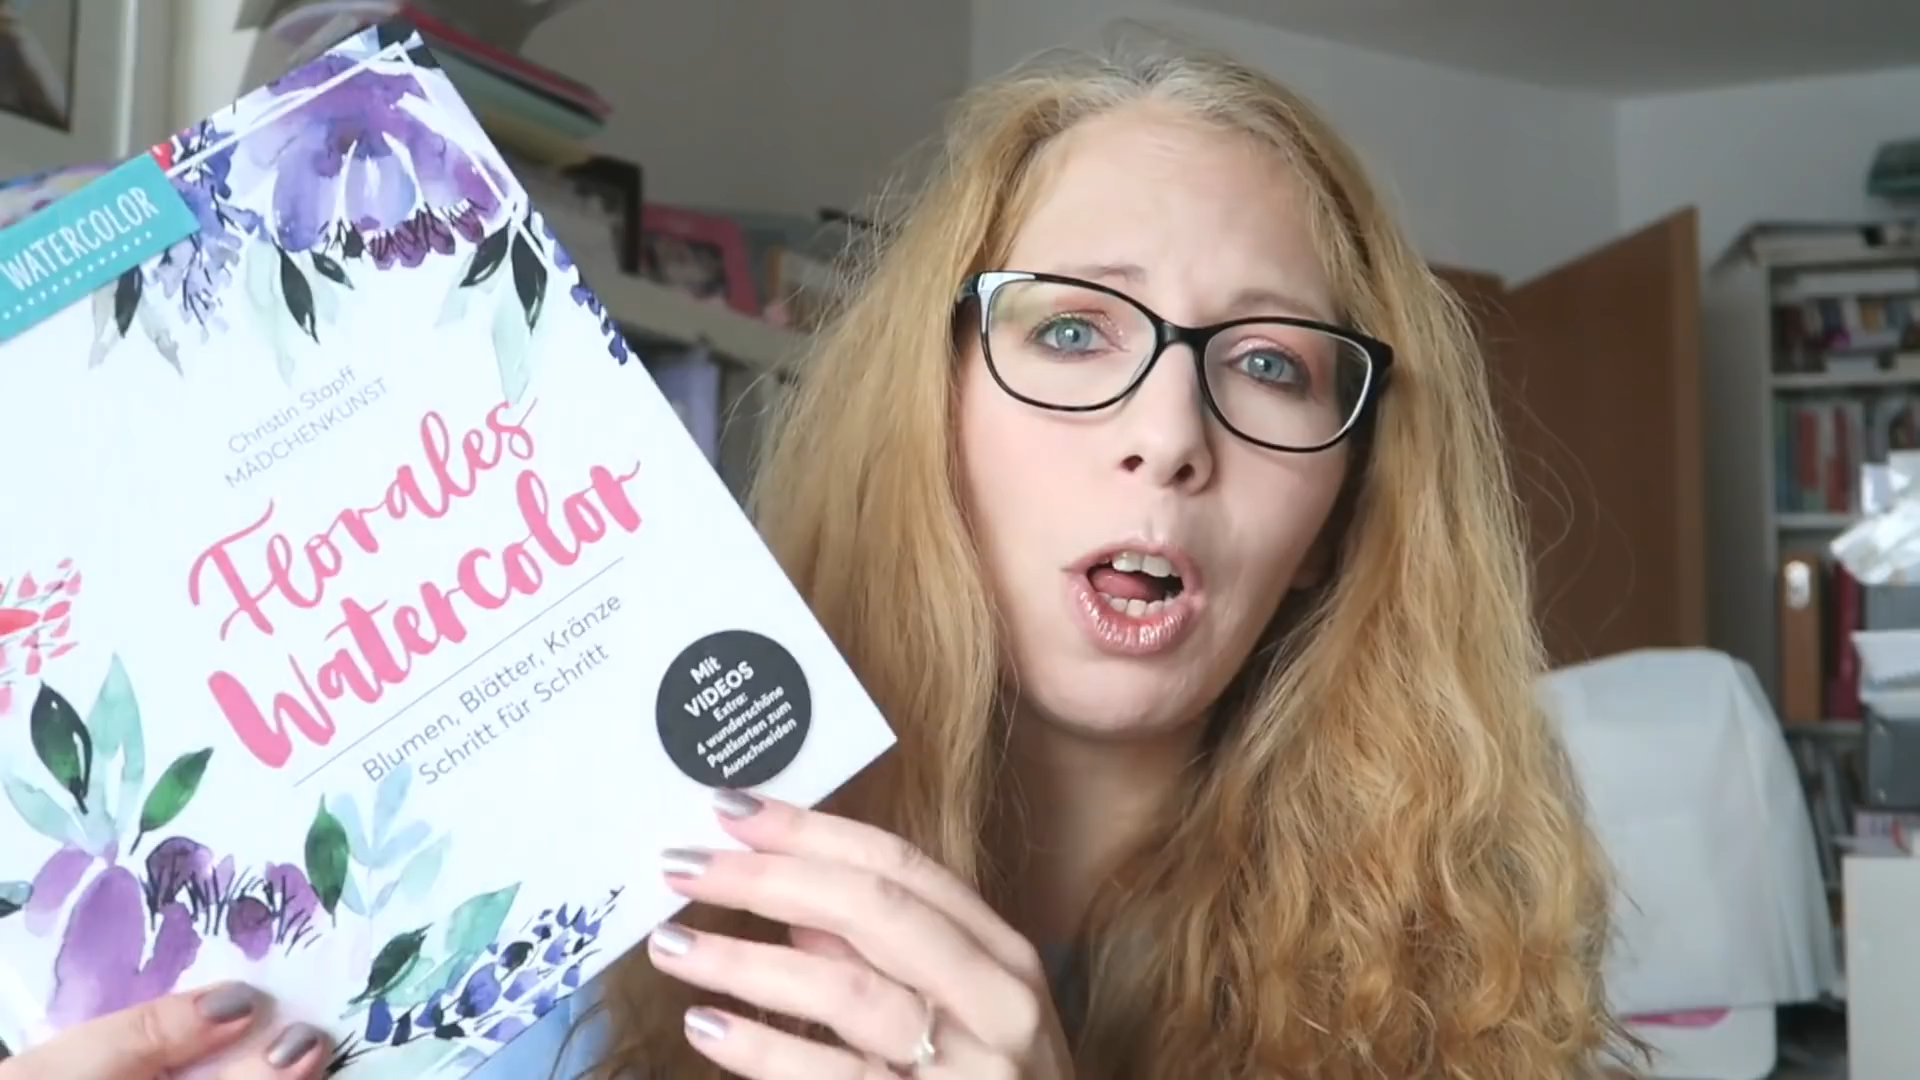 WATERCOLOR
Christin Stapff
MÄDCHENKUNST
Florales
Watercolor
Blumen, Blätter, Kränze
Schritt für Schritt
Mit
VIDEOS
Extra:
4 wunderschöne
Postkarten zum
Ausschneiden